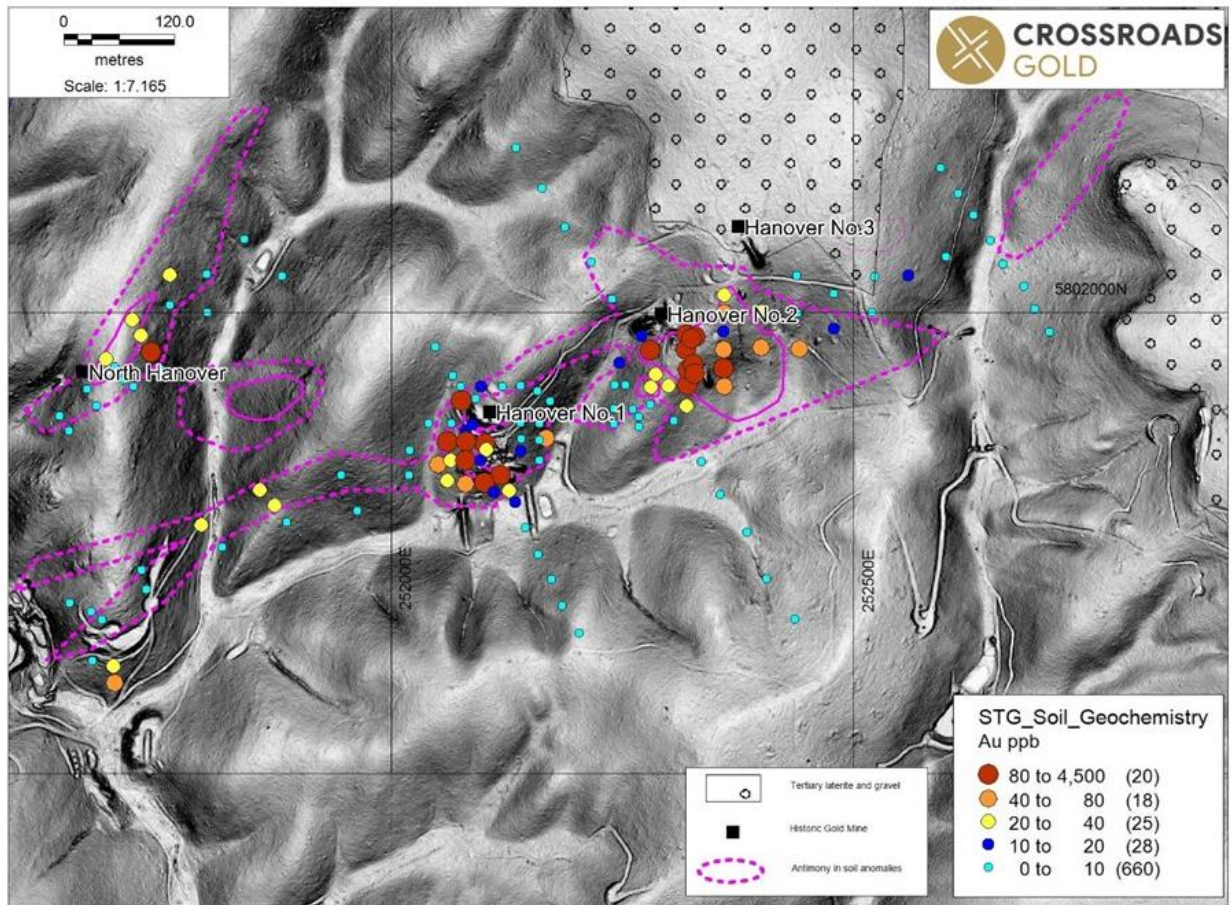 0 120.0
metres
Scale: 1:7.165
CROSSROADS
GOLD
Hanover No.3
5802000N
Hanover No.2
North Hanover
Hanover No.1
252000E
252500E
STG_Soil_Geochemistry
Au ppb
80 to 4,500 (20)
40 to 80 (18)
20 to 40 (25)
10 to 20 (28)
0 to 10 (660)
Tertiary laterite and gravel
Historic Gold Mine
Antimony in soil anomalies